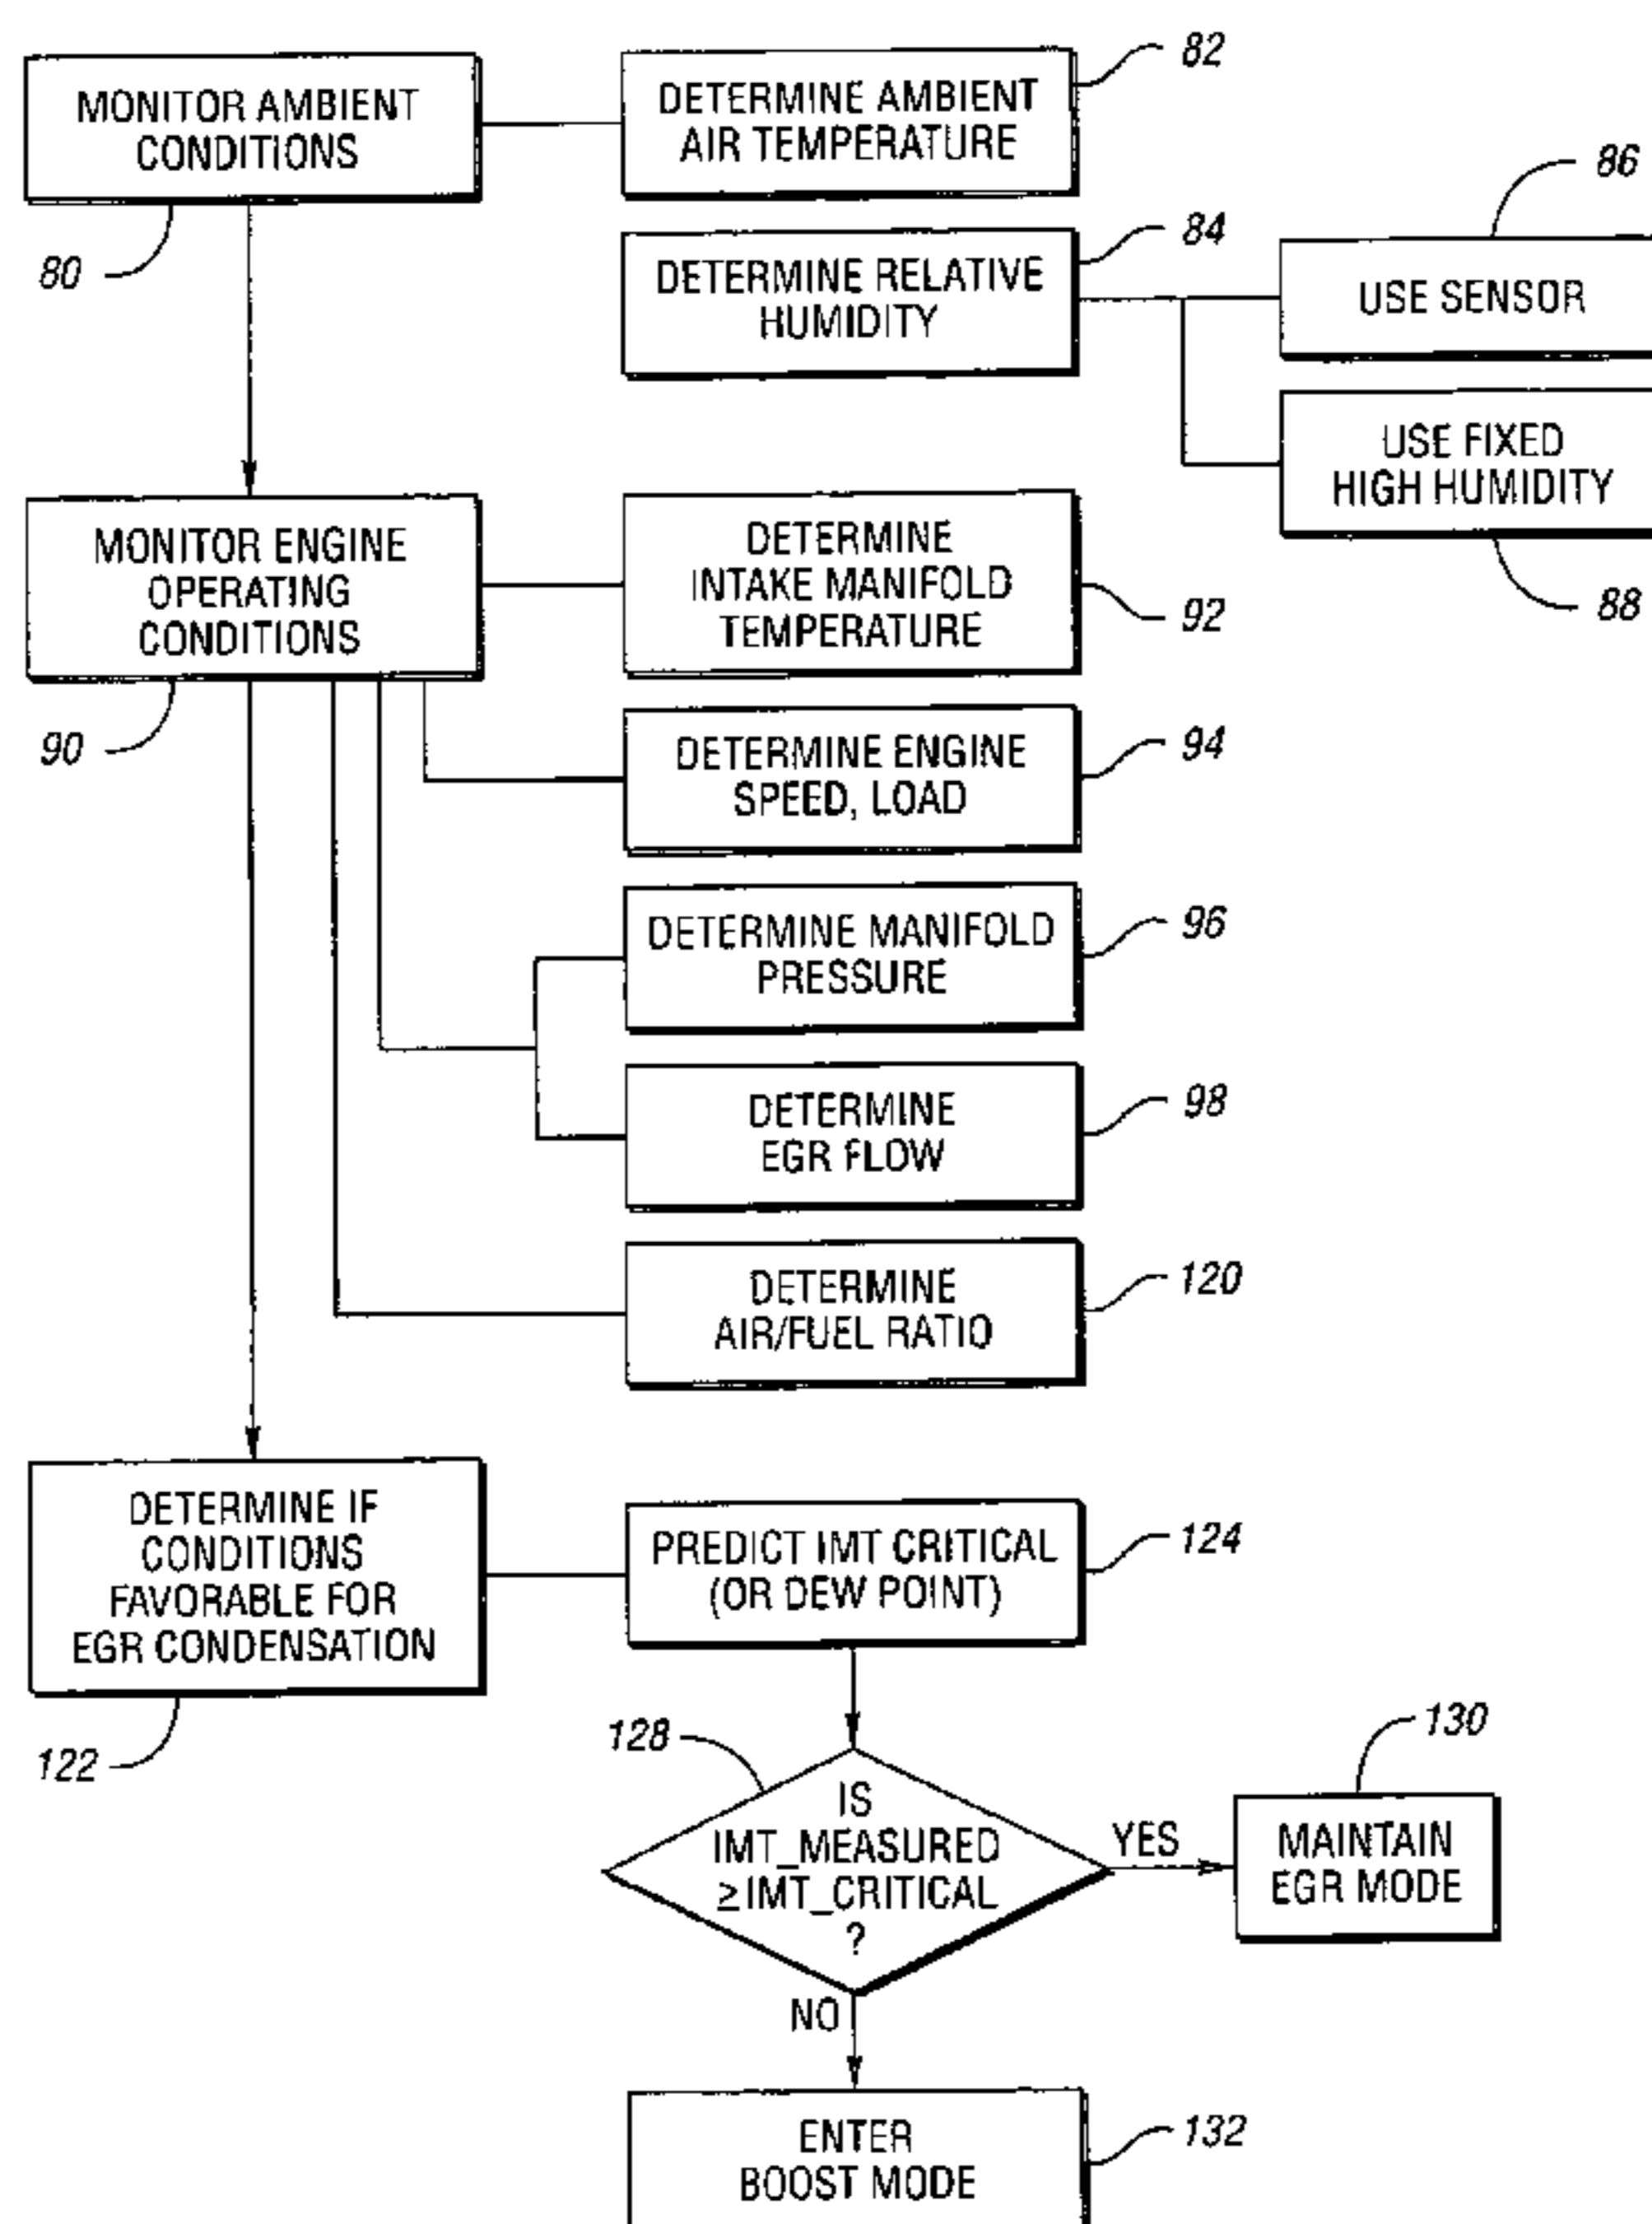 MONITOR AMBIENT
CONDITIONS
80
DETERMINE AMBIENT
AIR TEMPERATURE
82
DETERMINE RELATIVE
HUMIDITY
84
USE SENSOR
86
USE FIXED
HIGH HUMIDITY
88
MONITOR ENGINE
OPERATING
CONDITIONS
90
DETERMINE
INTAKE MANIFOLD
TEMPERATURE
92
DETERMINE ENGINE
SPEED, LOAD
94
DETERMINE MANIFOLD
PRESSURE
96
DETERMINE
EGR FLOW
98
DETERMINE
AIR/FUEL RATIO
120
DETERMINE IF
CONDITIONS
FAVORABLE FOR
EGR CONDENSATION
122
PREDICT IMT CRITICAL
(OR DEW POINT)
124
128
IS
IMT_MEASURED
≥IMT_CRITICAL
?
YES
MAINTAIN
EGR MODE
130
NO
ENTER
BOOST MODE
132